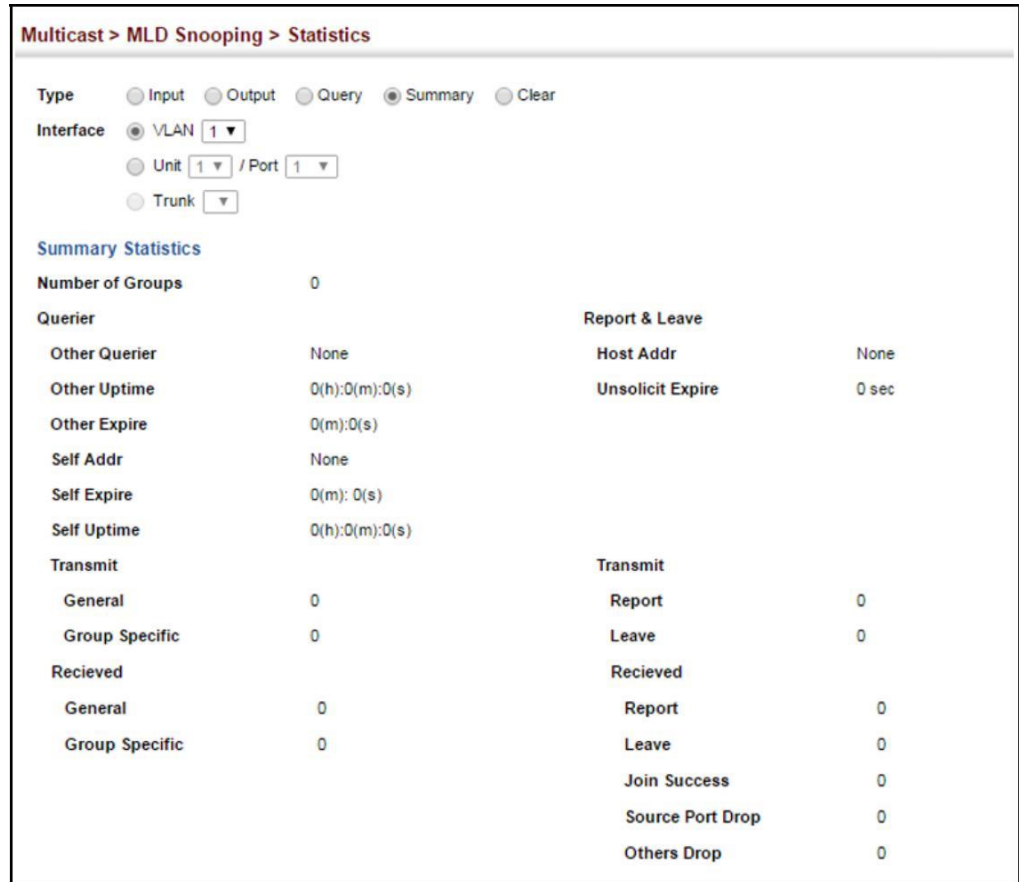 Multicast > MLD Snooping > Statistics
Type Input Output Query Summary Clear
Interface VLAN 1
Unit 1 / Port 1
Trunk
Summary Statistics
Number of Groups 0
Querier Report & Leave
Other Querier None Host Addr None
Other Uptime 0(h):0(m):0(s) Unsolicit Expire 0 sec
Other Expire 0(m):0(s)
Self Addr None
Self Expire 0(m): 0(s)
Self Uptime 0(h):0(m):0(s)
Transmit Transmit
General 0 Report 0
Group Specific 0 Leave 0
Recieved Recieved
General 0 Report 0
Group Specific 0 Leave 0
Join Success 0
Source Port Drop 0
Others Drop 0